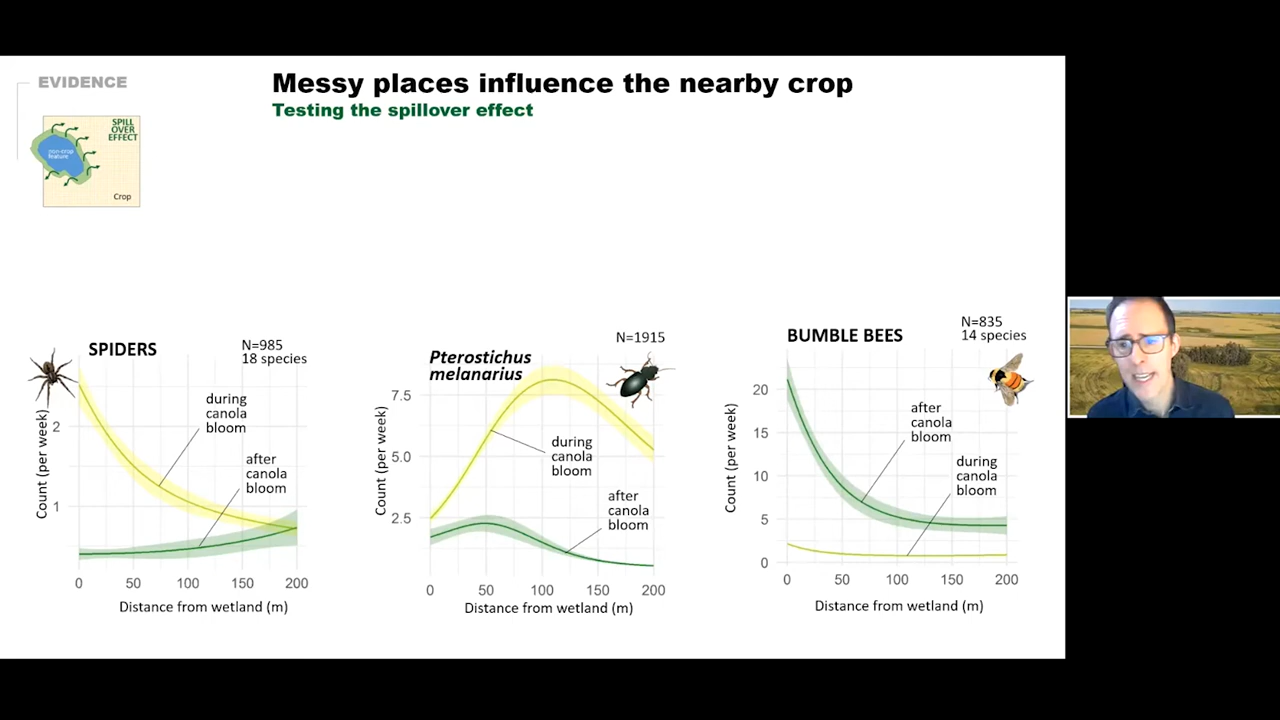 EVIDENCE
Messy places influence the nearby crop
Testing the spillover effect
SPILL
OVER
EFFECT
non-crop
feature
Crop
SPIDERS
N=985
18 species
during
canola
bloom
after
canola
bloom
Count (per week)
2
1
0
50
100
150
200
Distance from wetland (m)
Pterostichus
melanarius
N=1915
during
canola
bloom
after
canola
bloom
Count (per week)
7.5
5.0
2.5
0
50
100
150
200
Distance from wetland (m)
BUMBLE BEES
N=835
14 species
after
canola
bloom
during
canola
bloom
Count (per week)
20
15
10
5
0
0
50
100
150
200
Distance from wetland (m)